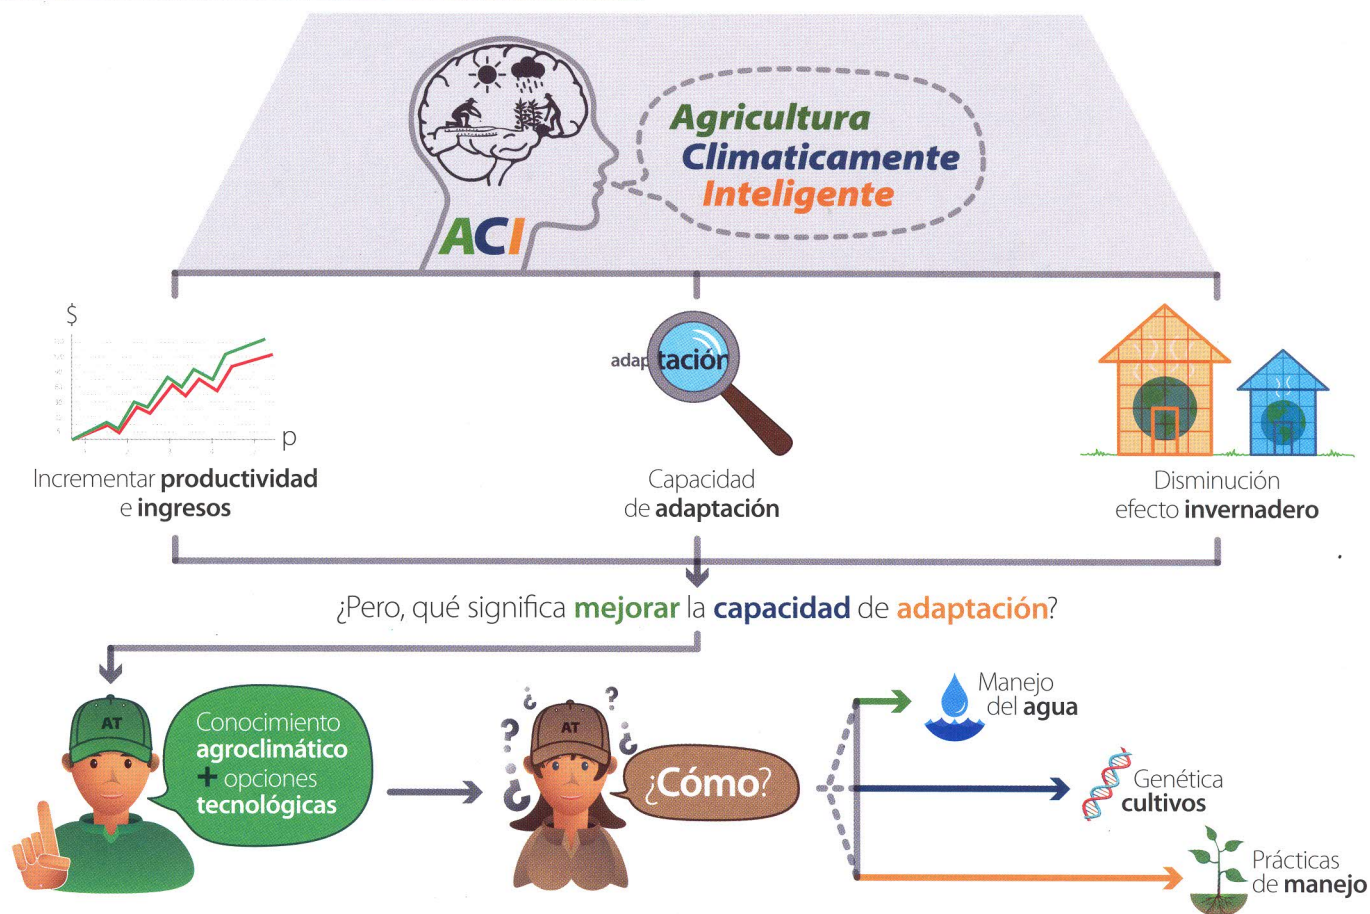 Agricultura
Climaticamente
Inteligente
ACI
$
p
Incrementar productividad
e ingresos
adaptación
Capacidad
de adaptación
Disminución
efecto invernadero
¿Pero, qué significa mejorar la capacidad de adaptación?
AT
Conocimiento
agroclimático
+ opciones
tecnológicas
? ? ? ? ?
AT
¿Cómo?
Manejo
del agua
Genética
cultivos
Prácticas
de manejo